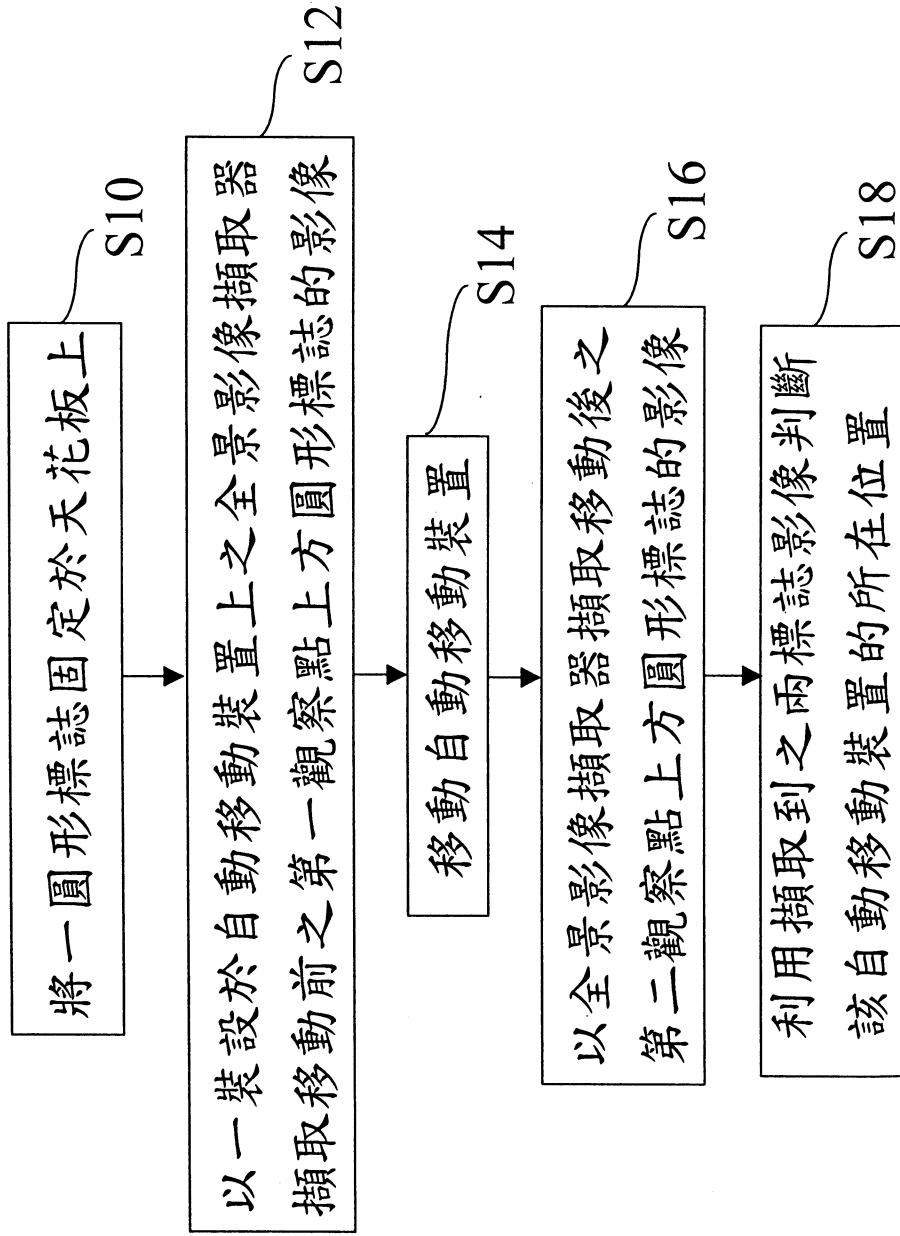 將一圓形標誌固定於天花板上
S10
以一裝設於自動移動裝置上之全景影像擷取器
擷取移動前之第一觀察點上方圓形標誌的影像
S12
移動自動移動裝置
S14
以全景影像擷取器擷取移動後之
第二觀察點上方圓形標誌的影像
S16
利用擷取到之兩標誌影像判斷
該自動移動裝置的所在位置
S18